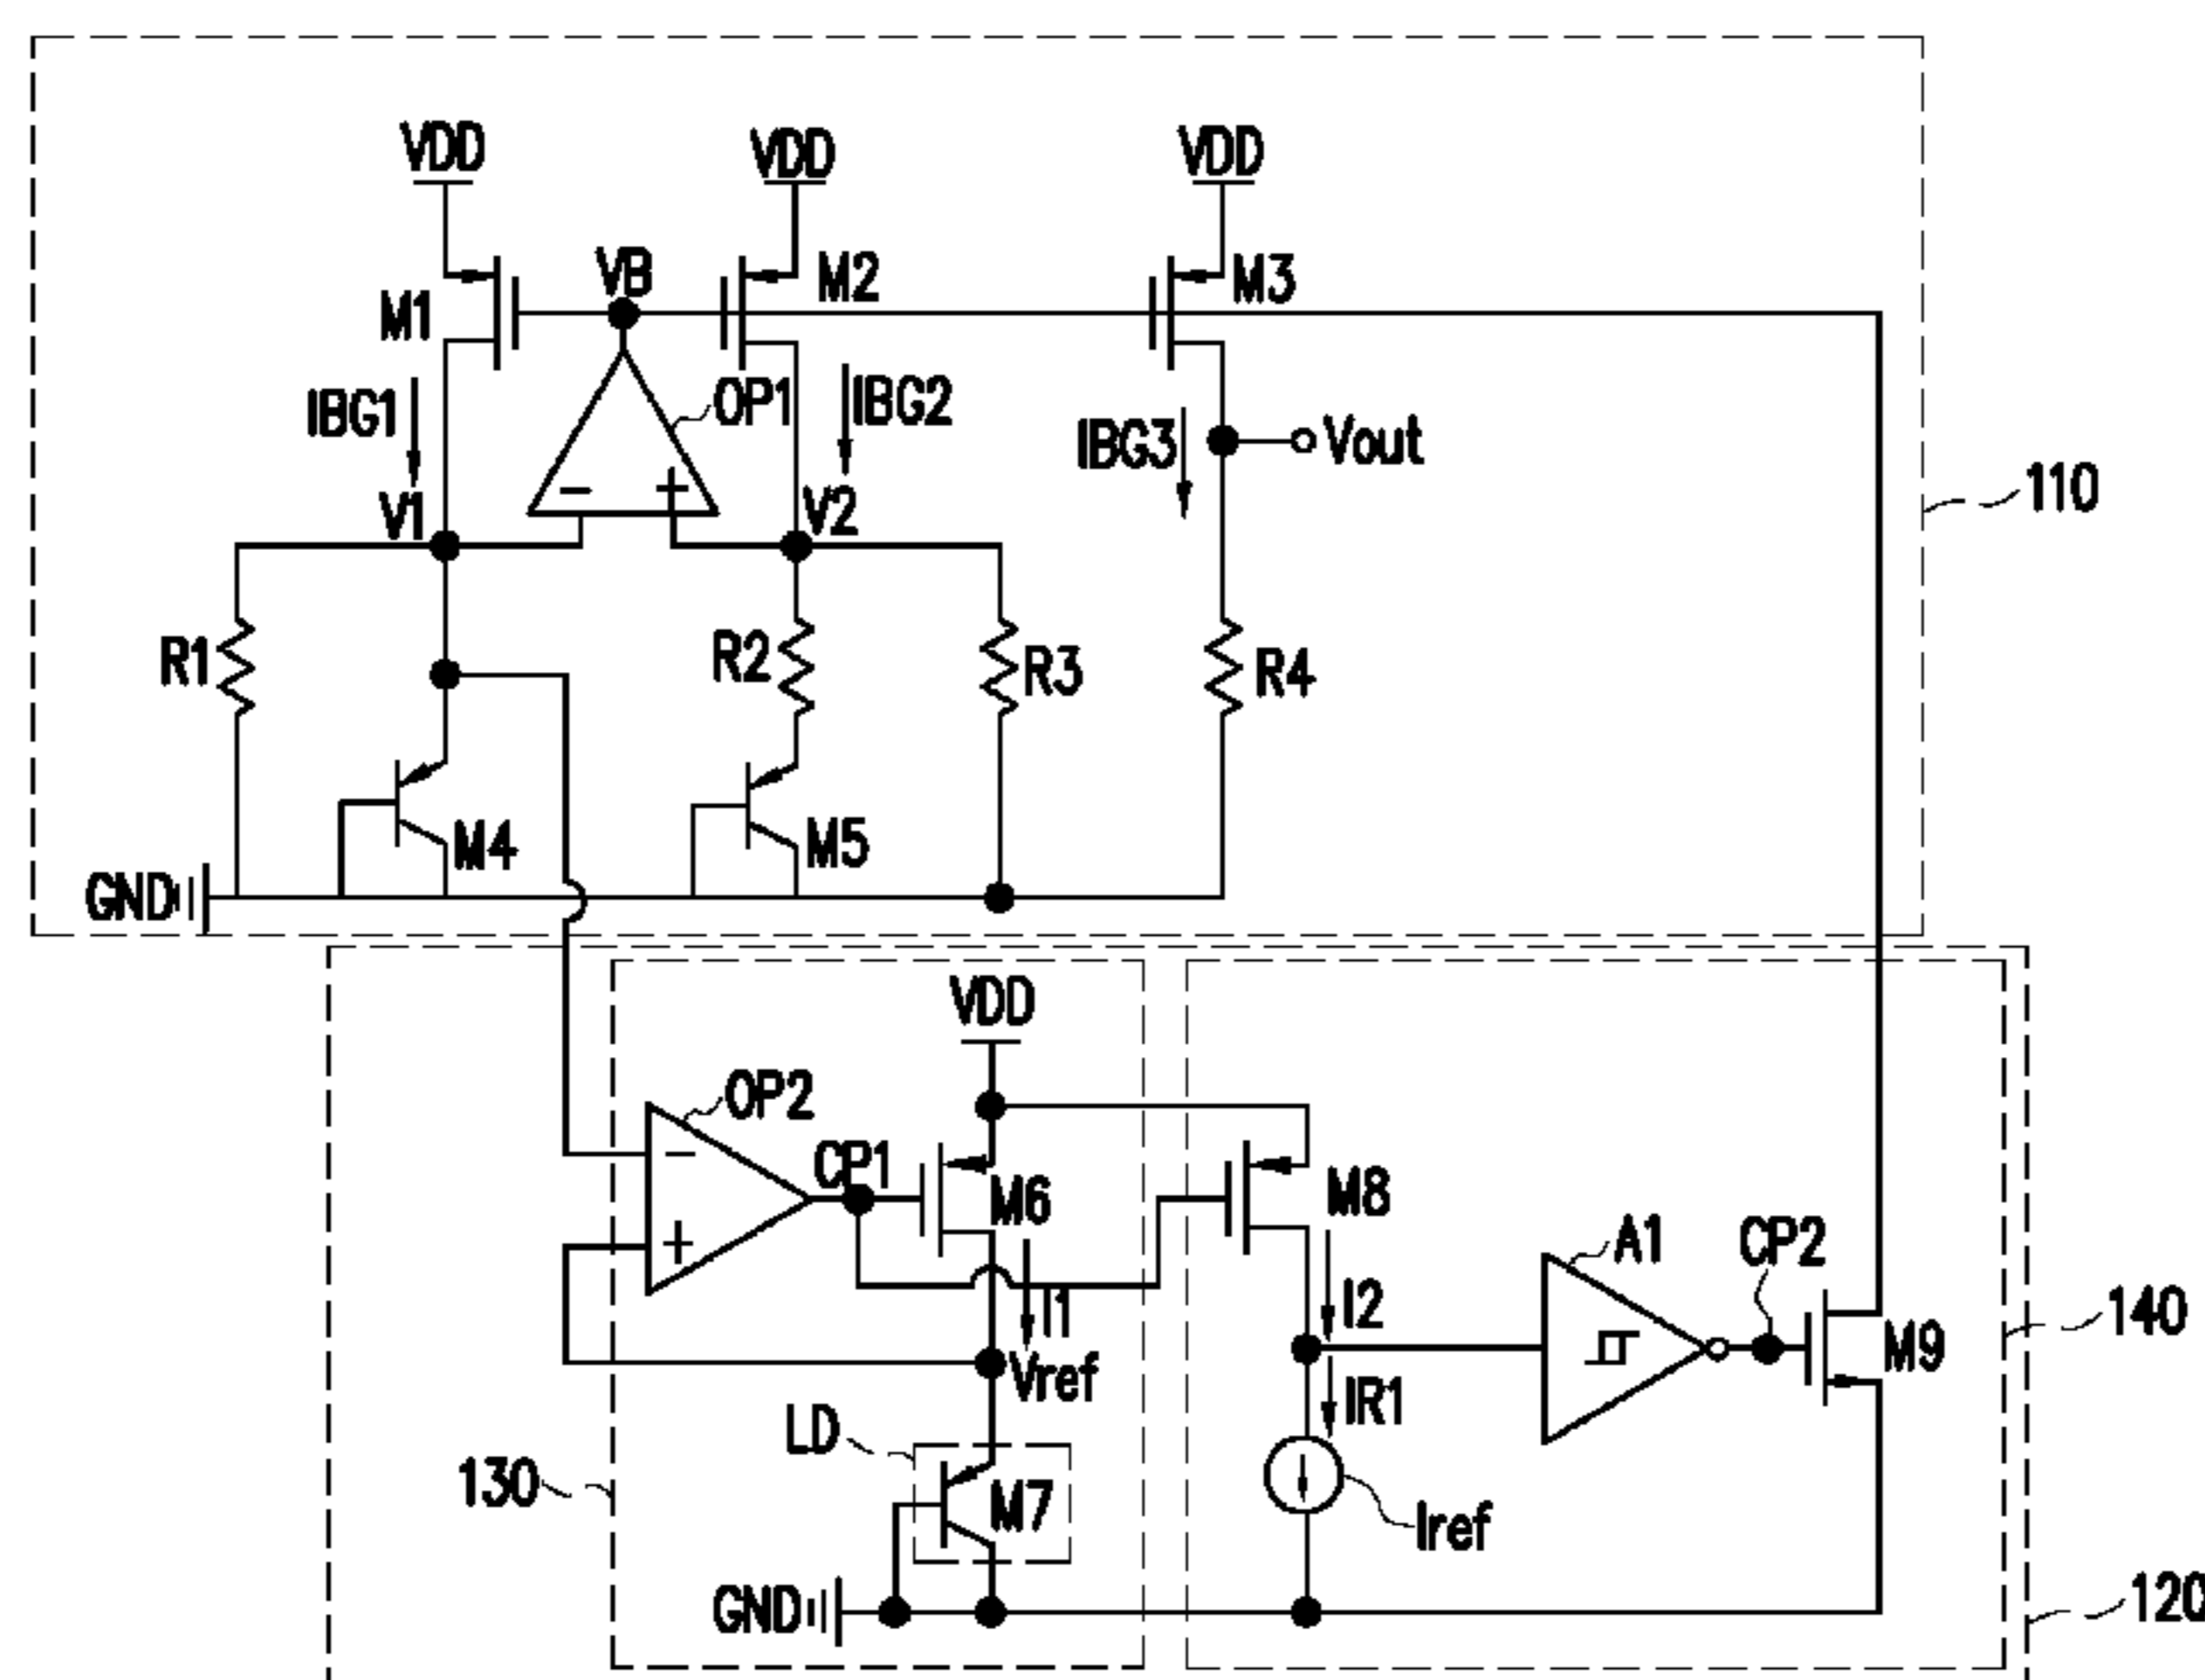 VDD
VDD
VDD
VB
M2
M3
M1
OP1
IBG1
IBG2
IBG3
Vout
V1
V2
110
−
+
R1
R2
R3
R4
M4
M5
GND
VDD
OP2
CP1
M6
M8
−
+
A1
CP2
I1
I2
140
M9
Vref
IR1
LD
130
M7
Iref
GND
120